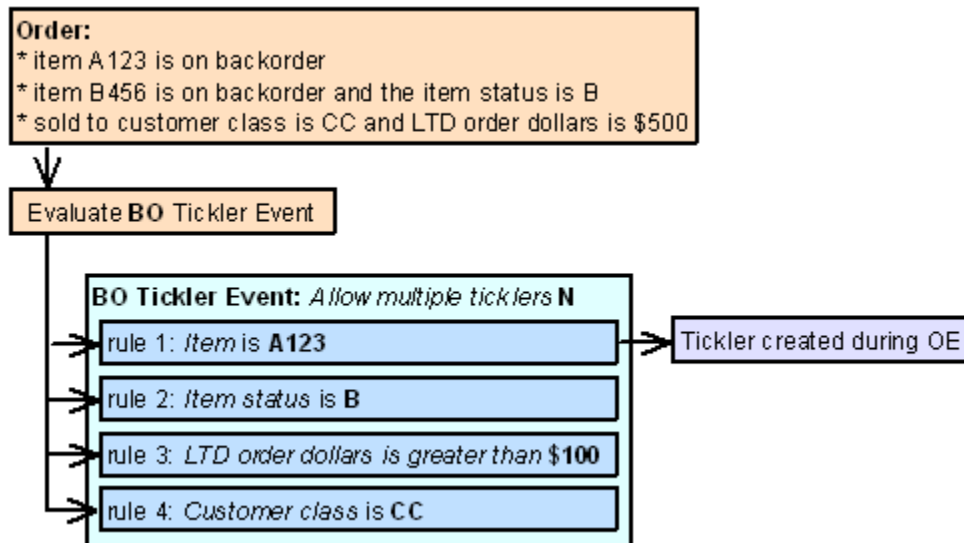 Order:
* item A123 is on backorder
* item B456 is on backorder and the item status is B
* sold to customer class is CC and LTD order dollars is $500
Evaluate BO Tickler Event
BO Tickler Event: Allow multiple ticklers N
rule 1: Item is A123
Tickler created during OE
rule 2: Item status is B
rule 3: LTD order dollars is greater than $100
rule 4: Customer class is CC